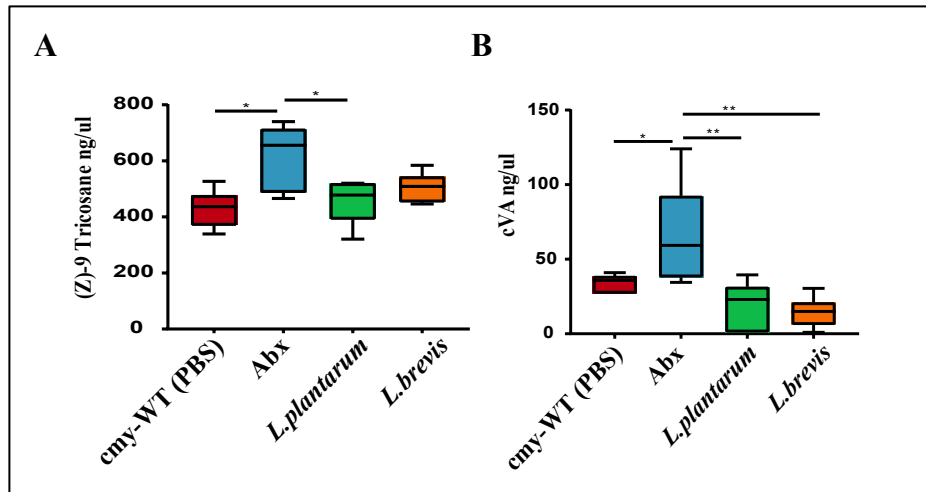 A
(Z)-9 Tricosane ng/ul
800
600
400
200
0
*
*
cmy-WT (PBS)
Abx
L.plantarum
L.brevis
B
cVA ng/ul
150
100
50
0
**
*
**
cmy-WT (PBS)
Abx
L.plantarum
L.brevis